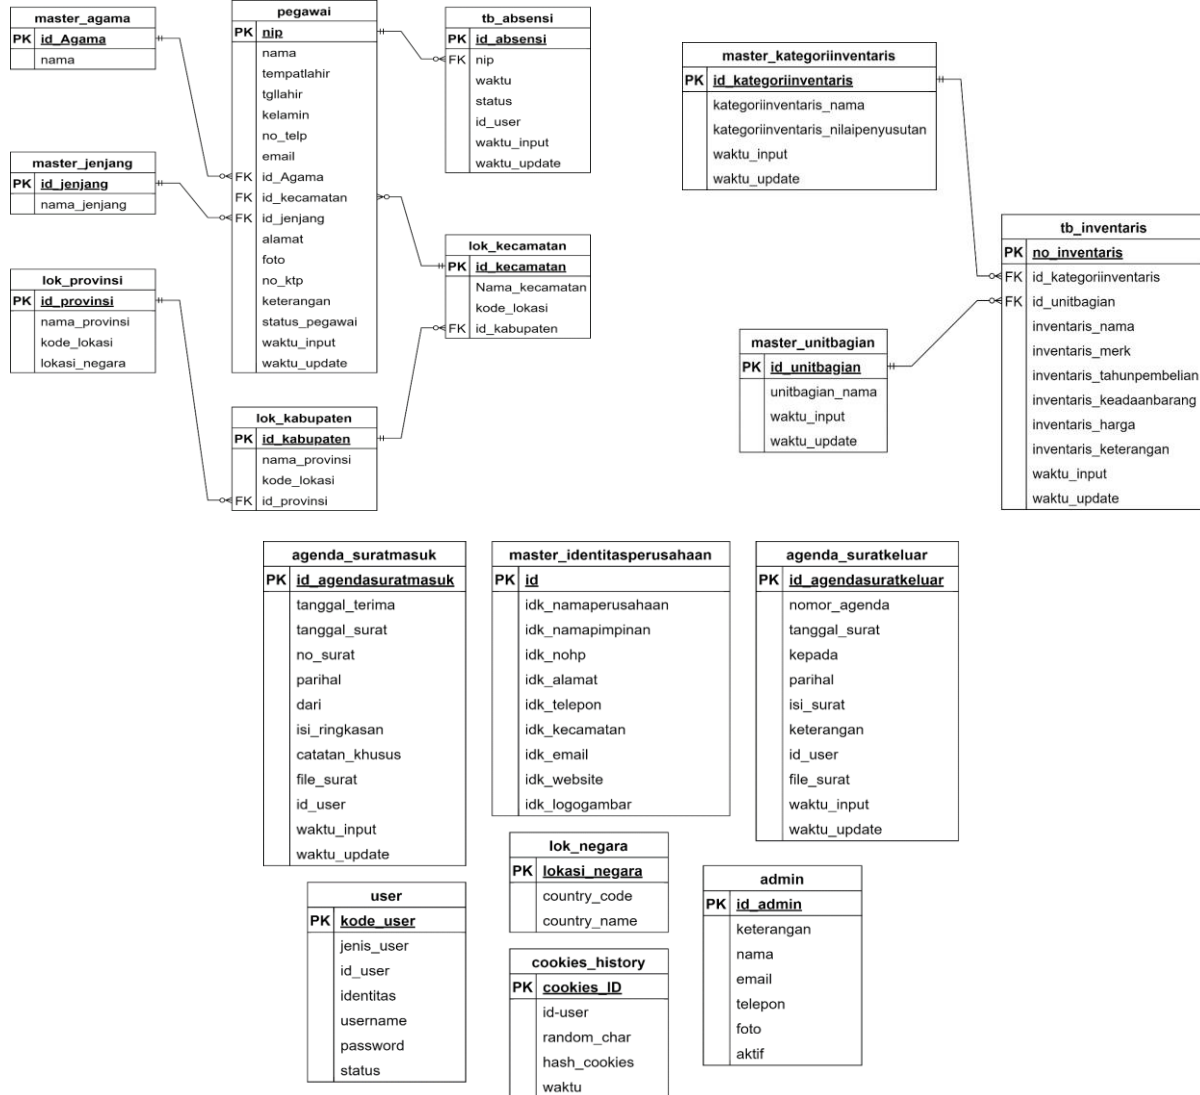 master_agama
PK id_Agama
nama
pegawai
PK nip
nama
tempatlahir
tgllahir
kelamin
no_telp
email
FK id_Agama
FK id_kecamatan
FK id_jenjang
alamat
foto
no_ktp
keterangan
status_pegawai
waktu_input
waktu_update
tb_absensi
PK id_absensi
FK nip
waktu
status
id_user
waktu_input
waktu_update
master_jenjang
PK id_jenjang
nama_jenjang
lok_kecamatan
PK id_kecamatan
Nama_kecamatan
kode_lokasi
FK id_kabupaten
lok_provinsi
PK id_provinsi
nama_provinsi
kode_lokasi
lokasi_negara
lok_kabupaten
PK id_kabupaten
nama_provinsi
kode_lokasi
FK id_provinsi
master_kategoriinventaris
PK id_kategoriinventaris
kategoriinventaris_nama
kategoriinventaris_nilaipenyusutan
waktu_input
waktu_update
tb_inventaris
PK no_inventaris
FK id_kategoriinventaris
FK id_unitbagian
inventaris_nama
inventaris_merk
inventaris_tahunpembelian
inventaris_keadaanbarang
inventaris_harga
inventaris_keterangan
waktu_input
waktu_update
master_unitbagian
PK id_unitbagian
unitbagian_nama
waktu_input
waktu_update
agenda_suratmasuk
PK id_agendasuratmasuk
tanggal_terima
tanggal_surat
no_surat
parihal
dari
isi_ringkasan
catatan_khusus
file_surat
id_user
waktu_input
waktu_update
master_identitasperusahaan
PK id
idk_namaperusahaan
idk_namapimpinan
idk_nohp
idk_alamat
idk_telepon
idk_kecamatan
idk_email
idk_website
idk_logogambar
agenda_suratkeluar
PK id_agendasuratkeluar
nomor_agenda
tanggal_surat
kepada
parihal
isi_surat
keterangan
id_user
file_surat
waktu_input
waktu_update
user
PK kode_user
jenis_user
id_user
identitas
username
password
status
lok_negara
PK lokasi_negara
country_code
country_name
cookies_history
PK cookies_ID
id-user
random_char
hash_cookies
waktu
admin
PK id_admin
keterangan
nama
email
telepon
foto
aktif